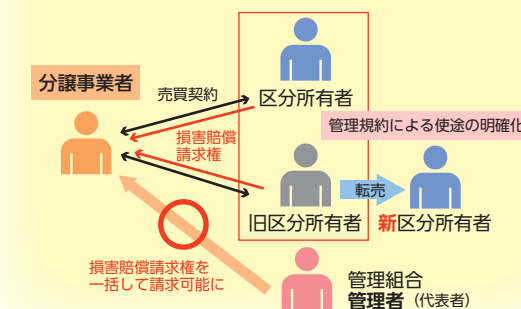 分譲事業者
売買契約
区分所有者
管理規約による使途の明確化
損害賠償
請求権
転売
旧区分所有者
新区分所有者
損害賠償請求権を
一括して請求可能に
管理組合
管理者（代表者）